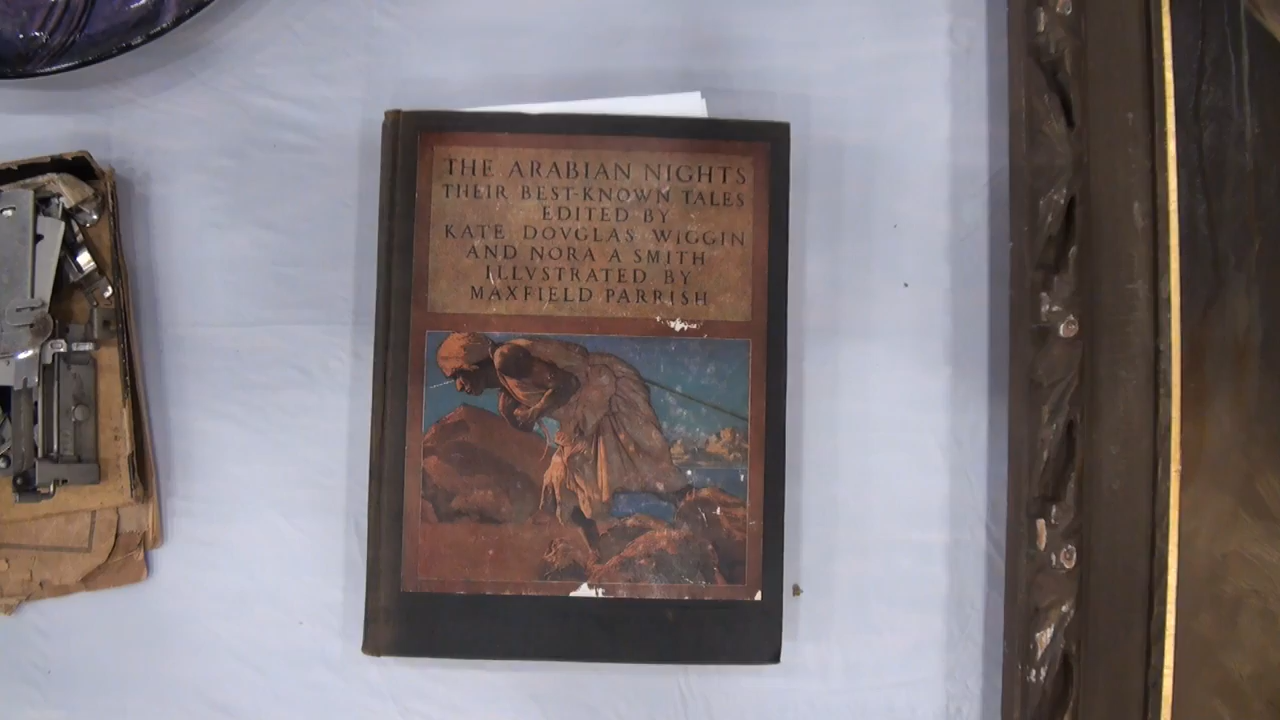 THE ARABIAN NIGHTS
THEIR BEST-KNOWN TALES
EDITED BY
KATE DOVGLAS WIGGIN
AND NORA A SMITH
ILLVSTRATED BY
MAXFIELD PARRISH